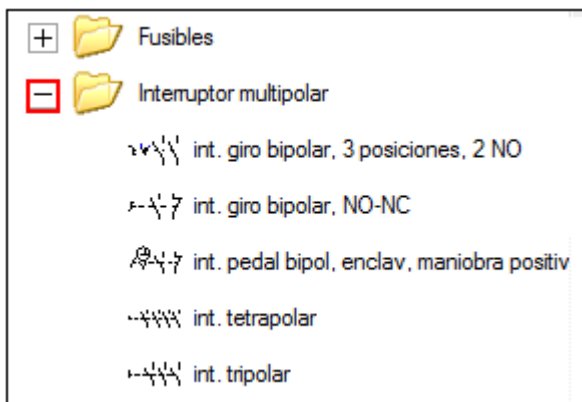 Fusibles
Interruptor multipolar
int. giro bipolar, 3 posiciones, 2 NO
int. giro bipolar, NO-NC
int. pedal bipol, enclav, maniobra positiv
int. tetrapolar
int. tripolar